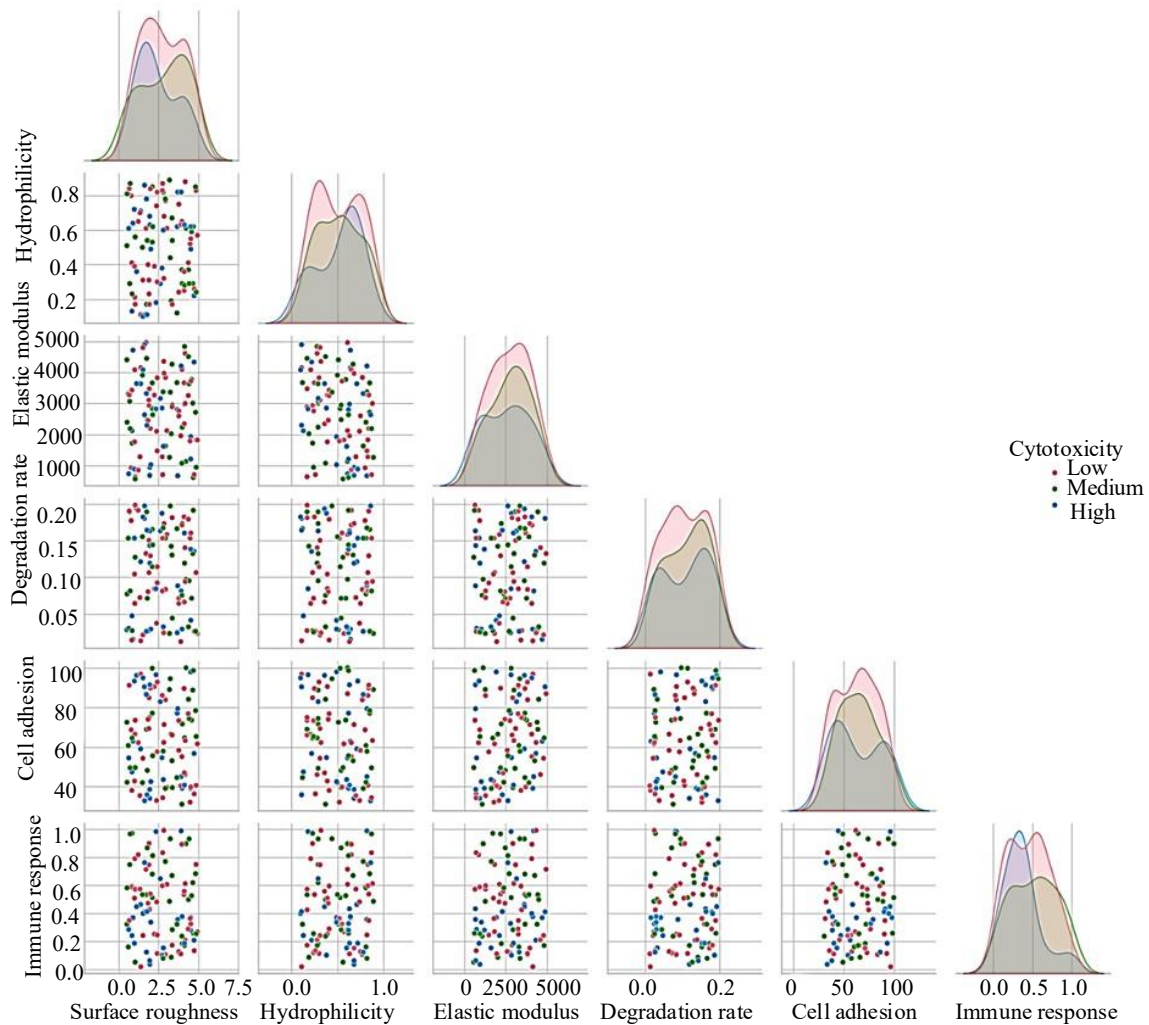 Hydrophilicity
0.8
0.6
0.4
0.2
Elastic modulus
5000
4000
3000
2000
1000
Degradation rate
0.20
0.15
0.10
0.05
Cell adhesion
100
80
60
40
Immune response
1.0
0.8
0.6
0.4
0.2
0.0
Cytotoxicity
Low
Medium
High
0.0 2.5 5.0 7.5 0.0 1.0 0 2500 5000 0.0 0.2 0 50 100 0.0 1.0
Surface roughness Hydrophilicity Elastic modulus Degradation rate Cell adhesion Immune response